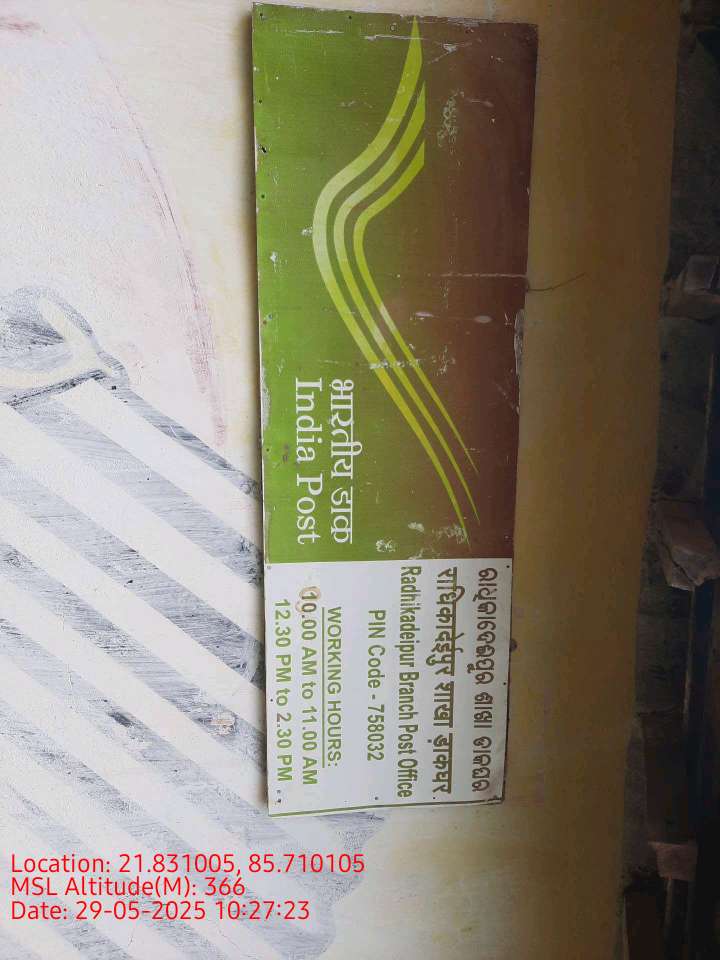 भारतीय डाक
India Post
ରାଧିକାଦେଈପୁର ଶାଖା ଡାକଘର
राधिकादेईपुर शाखा ड़ाकघर.
Radhikadeipur Branch Post Office
PIN Code - 758032
WORKING HOURS:
10.00 AM to 11.00 AM
12.30 PM to 2.30 PM
Location: 21.831005, 85.710105
MSL Altitude(M): 366
Date: 29-05-2025 10:27:23